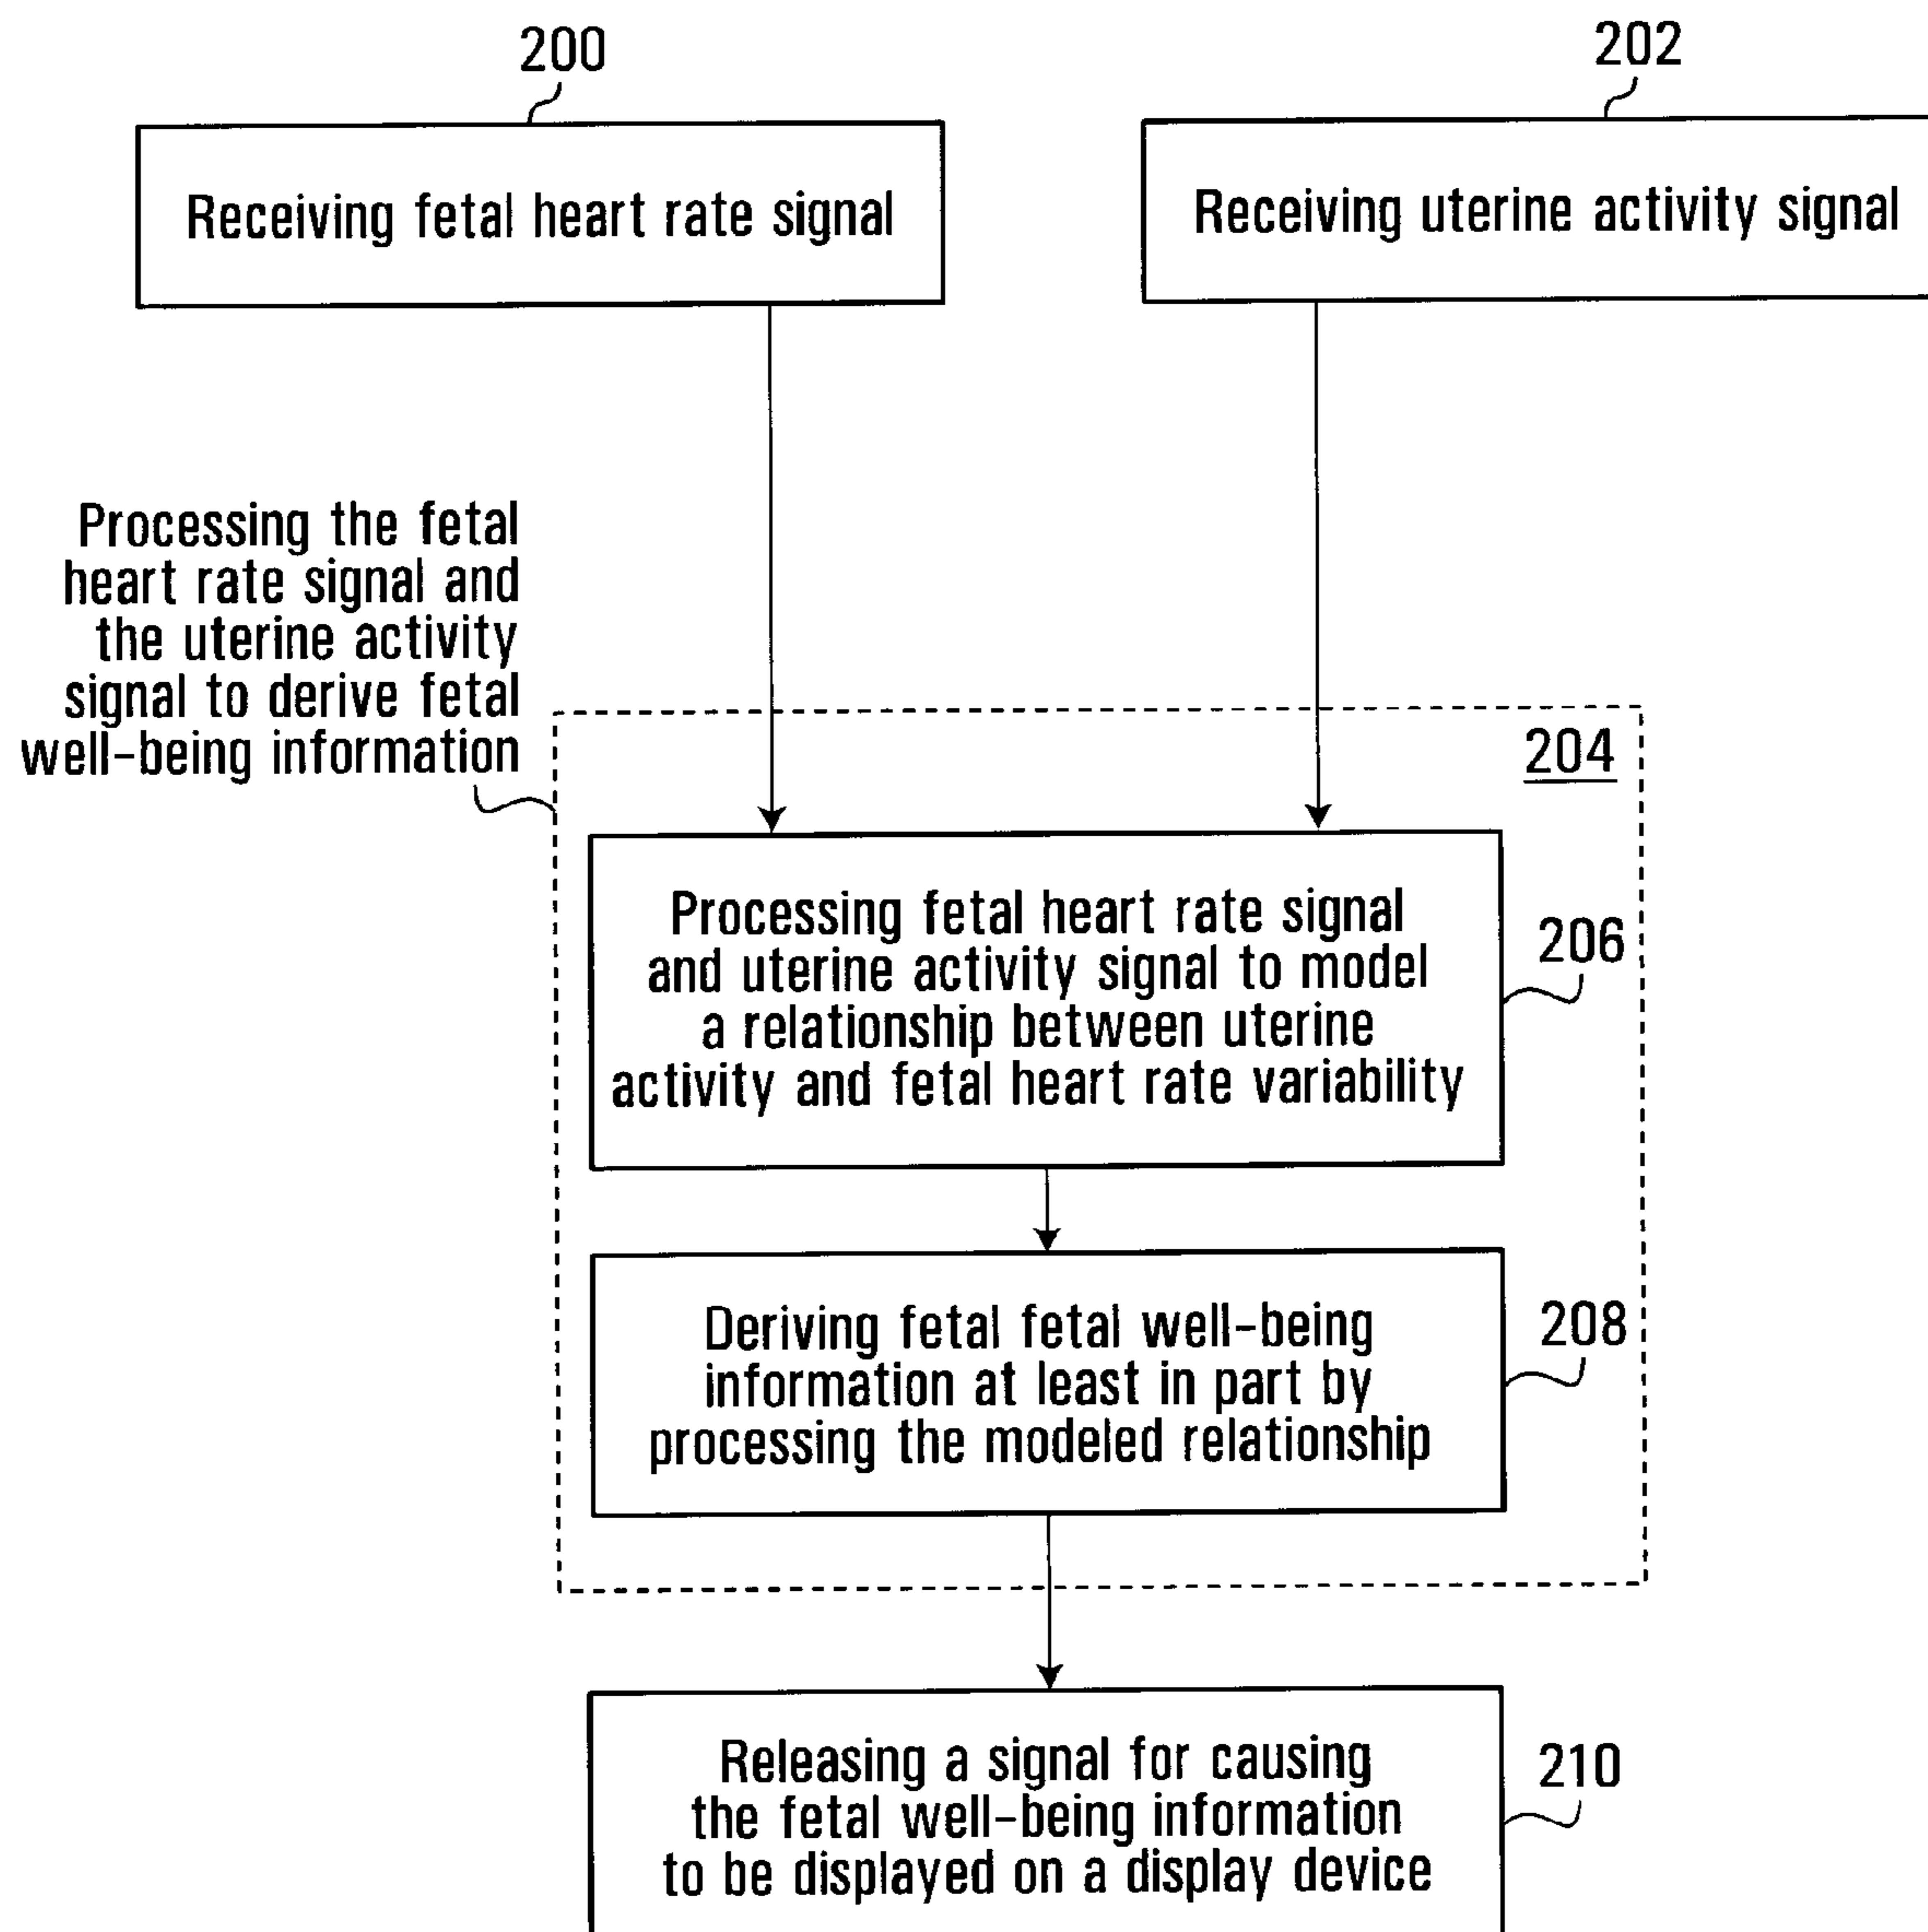 200
202
Receiving fetal heart rate signal
Receiving uterine activity signal
Processing the fetal
heart rate signal and
the uterine activity
signal to derive fetal
well-being information
204
Processing fetal heart rate signal
and uterine activity signal to model
a relationship between uterine
activity and fetal heart rate variability
206
Deriving fetal fetal well-being
information at least in part by
processing the modeled relationship
208
Releasing a signal for causing
the fetal well-being information
to be displayed on a display device
210